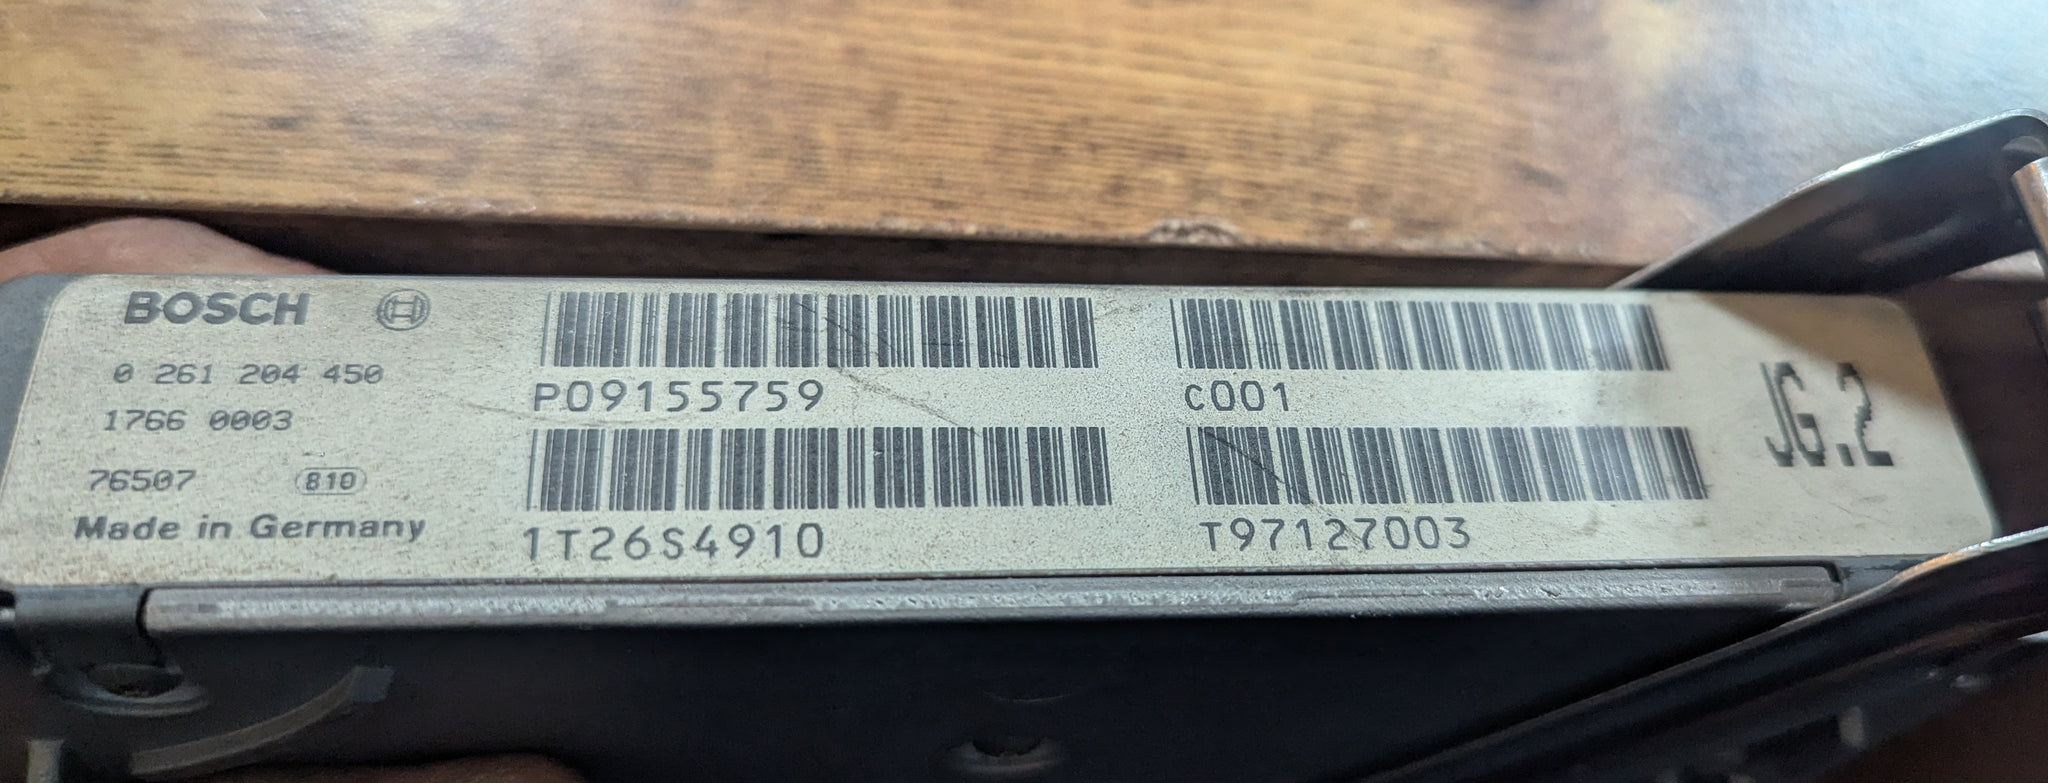 BOSCH
0 261 204 450
1766 0003
76507 810
Made in Germany
P09155759
1T26S4910
C001
T97127003
JG.2